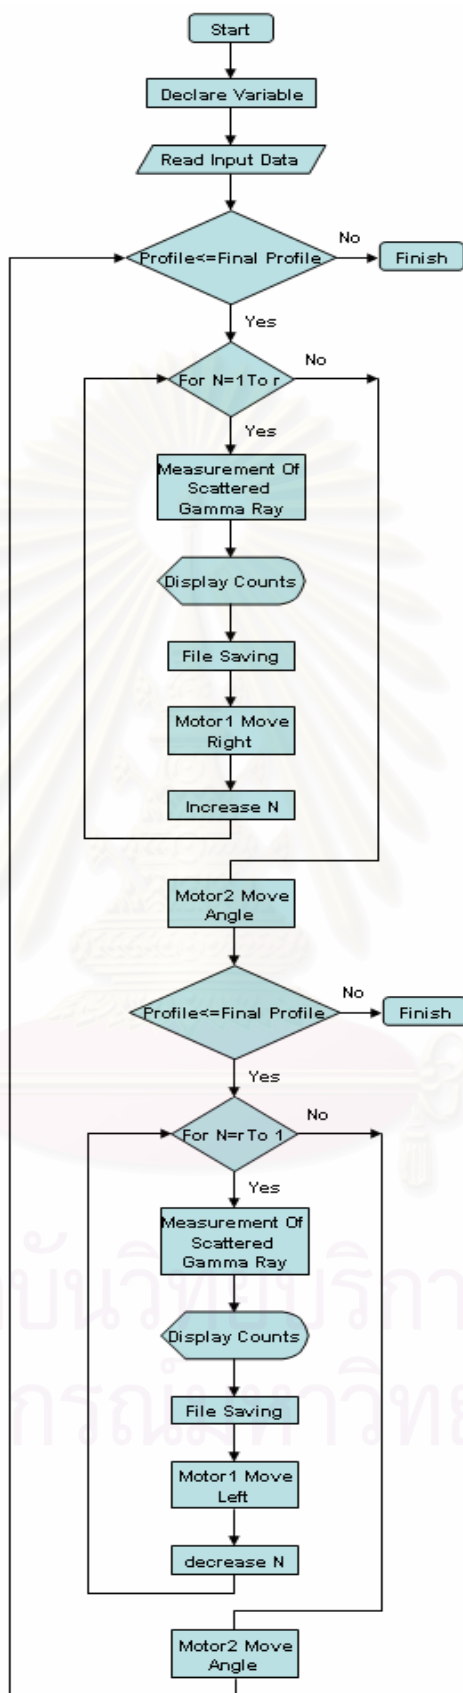 Start
Declare Variable
Read Input Data
Profile<=Final Profile
No
Finish
Yes
For N=1To r
No
Yes
Measurement Of
Scattered
Gamma Ray
Display Counts
File Saving
Motor1 Move
Right
Increase N
Motor2 Move
Angle
Profile<=Final Profile
No
Finish
Yes
For N=rTo 1
No
Yes
Measurement Of
Scattered
Gamma Ray
Display Counts
File Saving
Motor1 Move
Left
decrease N
Motor2 Move
Angle